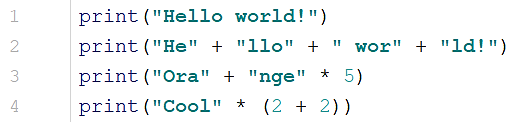 1 print("Hello world!")
2 print("He" + "llo" + " wor" + "ld!")
3 print("Ora" + "nge" * 5)
4 print("Cool" * (2 + 2))